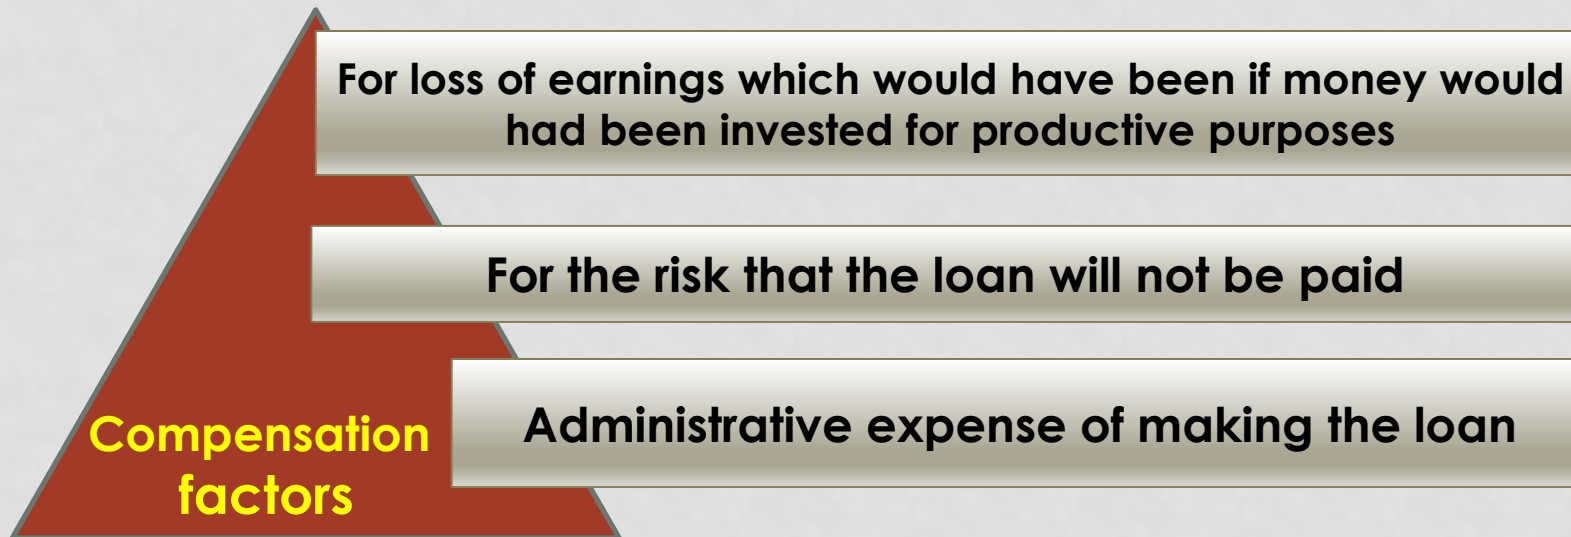 For loss of earnings which would have been if money would
had been invested for productive purposes
For the risk that the loan will not be paid
Administrative expense of making the loan
Compensation
factors